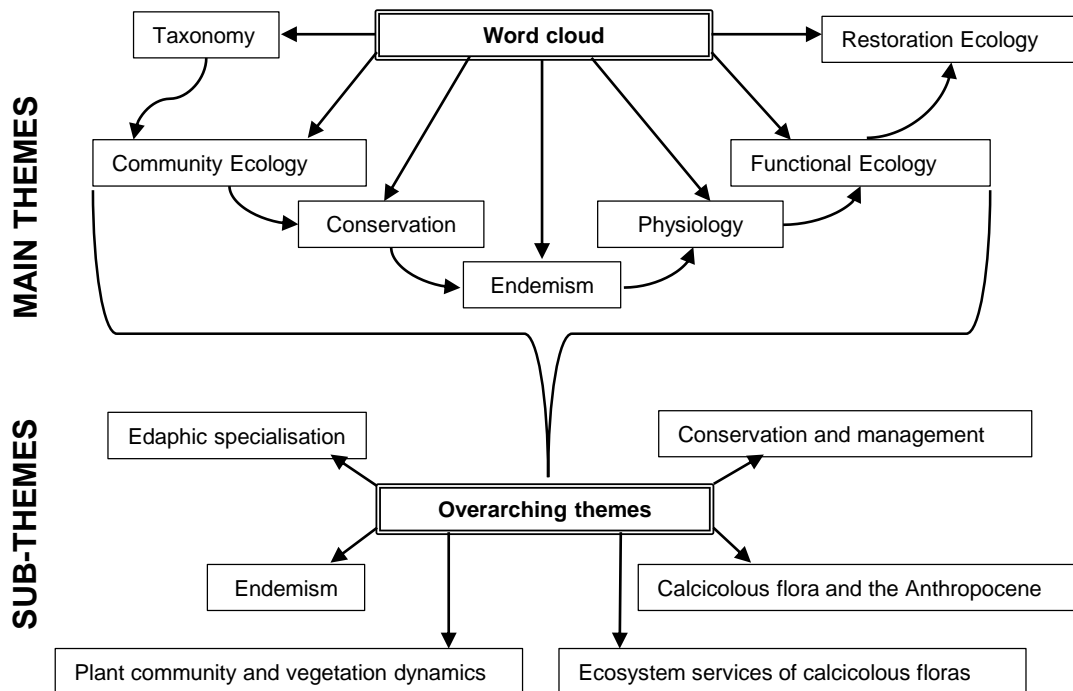 MAIN THEMES
Word cloud
Taxonomy
Restoration Ecology
Community Ecology
Functional Ecology
Conservation
Physiology
Endemism
SUB-THEMES
Edaphic specialisation
Conservation and management
Overarching themes
Endemism
Calcicolous flora and the Anthropocene
Plant community and vegetation dynamics
Ecosystem services of calcicolous floras